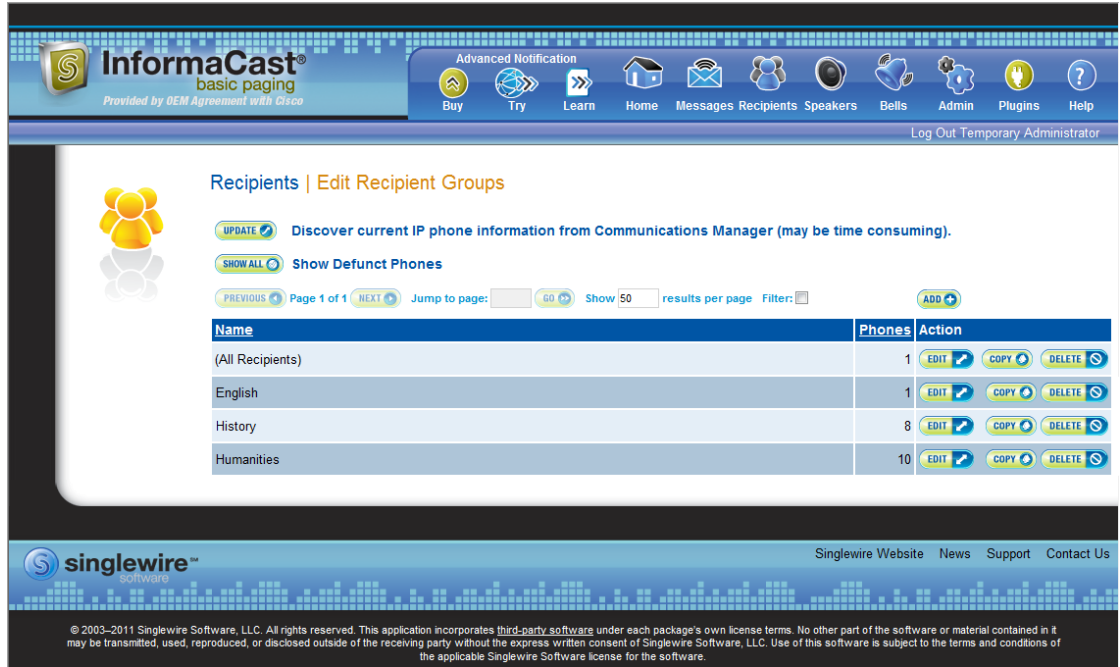 InformaCast®
basic paging
Provided by OEM Agreement with Cisco
Advanced Notification
Buy Try Learn Home Messages Recipients Speakers Bells Admin Plugins Help
Log Out Temporary Administrator
Recipients | Edit Recipient Groups
UPDATE Discover current IP phone information from Communications Manager (may be time consuming).
SHOW ALL Show Defunct Phones
PREVIOUS Page 1 of 1 NEXT Jump to page: GO Show 50 results per page Filter: ADD
Name Phones Action
(All Recipients) 1 EDIT COPY DELETE
English 1 EDIT COPY DELETE
History 8 EDIT COPY DELETE
Humanities 10 EDIT COPY DELETE
Singlewire Website News Support Contact Us
singlewire℠
software
© 2003–2011 Singlewire Software, LLC. All rights reserved. This application incorporates third-party software under each package's own license terms. No other part of the software or material contained in it
may be transmitted, used, reproduced, or disclosed outside of the receiving party without the express written consent of Singlewire Software, LLC. Use of this software is subject to the terms and conditions of
the applicable Singlewire Software license for the software.